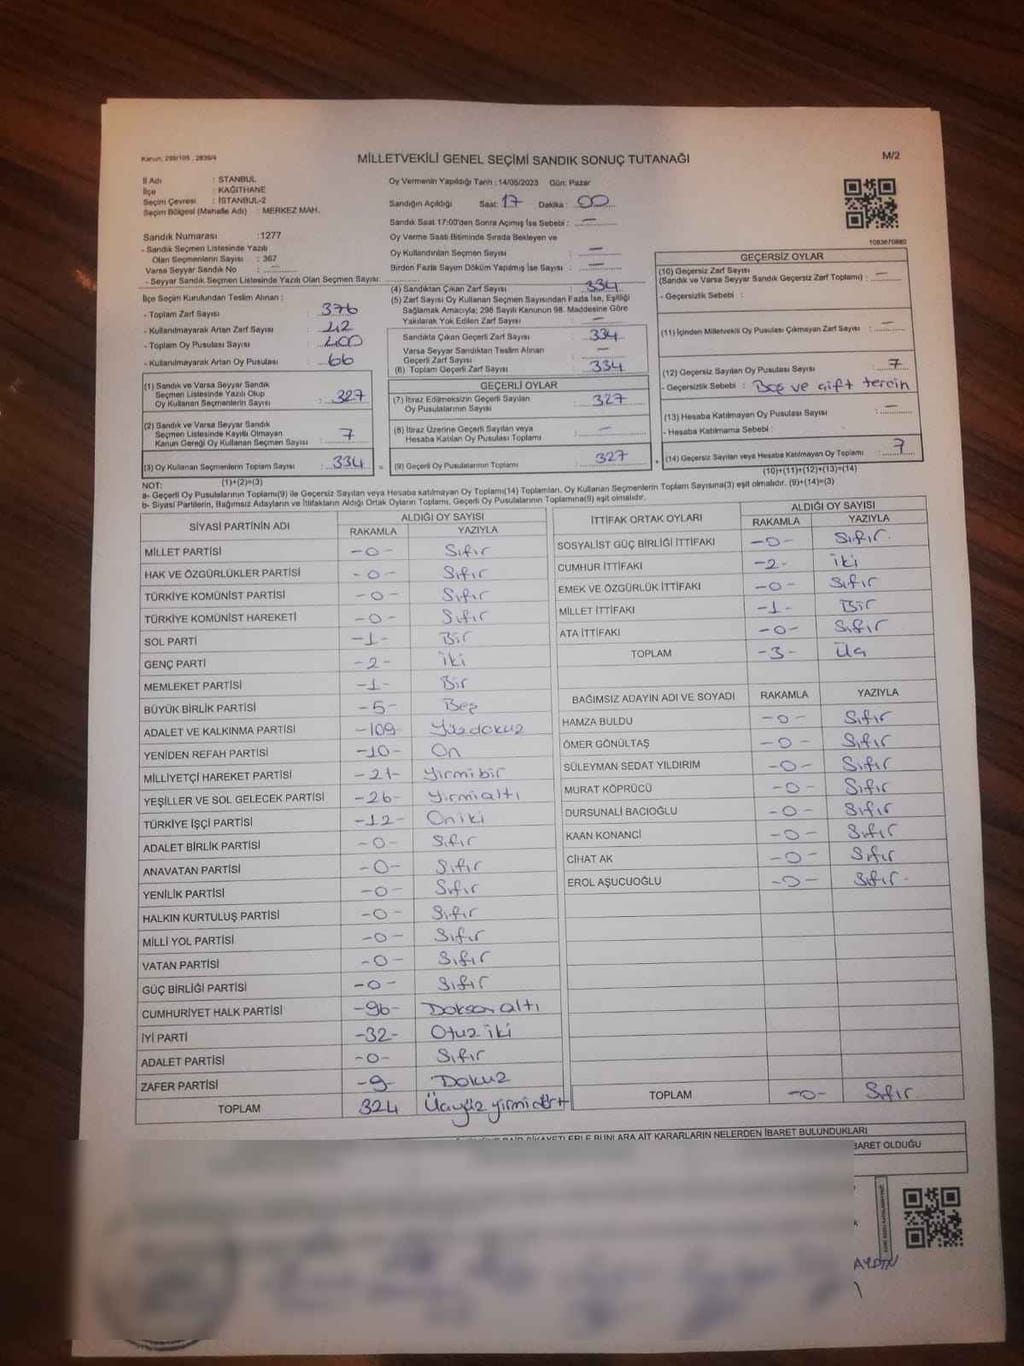 Kanun: 298/105 , 2839/4
MİLLETVEKİLİ GENEL SEÇİMİ SANDIK SONUÇ TUTANAĞI
M/2
İl Adı : STANBUL
İlçe : KAĞITHANE
Seçim Çevresi : İSTANBUL-2
Seçim Bölgesi (Mahalle Adı) : MERKEZ MAH.
Oy Vermenin Yapıldığı Tarih : 14/05/2023 Gün: Pazar
Sandığın Açıldığı Saat: 17 Dakika: 00
Sandık Saat 17:00'den Sonra Açılmış İse Sebebi : —
Oy Verme Saati Bitiminde Sırada Bekleyen ve
Oy Kullandırılan Seçmen Sayısı : —
Birden Fazla Sayım Döküm Yapılmış İse Sayısı : —
Sandık Numarası :1277
- Sandık Seçmen Listesinde Yazılı
Olan Seçmenlerin Sayısı : 367
Varsa Seyyar Sandık No : —
- Seyyar Sandık Seçmen Listesinde Yazılı Olan Seçmen Sayısı:
İlçe Seçim Kurulundan Teslim Alınan :
- Toplam Zarf Sayısı : 376
- Kullanılmayarak Artan Zarf Sayısı : 42
- Toplam Oy Pusulası Sayısı : 400
- Kullanılmayarak Artan Oy Pusulası : 66
(1) Sandık ve Varsa Seyyar Sandık
Seçmen Listesinde Yazılı Olup
Oy Kullanan Seçmenlerin Sayısı : 327
(2) Sandık ve Varsa Seyyar Sandık
Seçmen Listesinde Kayıtlı Olmayan
Kanun Gereği Oy Kullanan Seçmen Sayısı : 7
(3) Oy Kullanan Seçmenlerin Toplam Sayısı : 334
(1)+(2)=(3)
(4) Sandıktan Çıkan Zarf Sayısı : 334
(5) Zarf Sayısı Oy Kullanan Seçmen Sayısından Fazla İse, Eşitliği
Sağlamak Amacıyla; 298 Sayılı Kanunun 98. Maddesine Göre
Yakılarak Yok Edilen Zarf Sayısı : —
Sandıkta Çıkan Geçerli Zarf Sayısı : 334
Varsa Seyyar Sandıktan Teslim Alınan
Geçerli Zarf Sayısı : —
(6) Toplam Geçerli Zarf Sayısı : 334
GEÇERLİ OYLAR
(7) İtiraz Edilmeksizin Geçerli Sayılan
Oy Pusulalarının Sayısı : 327
(8) İtiraz Üzerine Geçerli Sayılan veya
Hesaba Katılan Oy Pusulası Toplamı : —
(9) Geçerli Oy Pusulalarının Toplamı : 327
1083670880
GEÇERSİZ OYLAR
(10) Geçersiz Zarf Sayısı
(Sandık ve Varsa Seyyar Sandık Geçersiz Zarf Toplamı) : —
- Geçersizlik Sebebi :
(11) İçinden Milletvekili Oy Pusulası Çıkmayan Zarf Sayısı : —
(12) Geçersiz Sayılan Oy Pusulası Sayısı : 7
- Geçersizlik Sebebi : Boş ve çift tercih
(13) Hesaba Katılmayan Oy Pusulası Sayısı : —
- Hesaba Katılmama Sebebi :
(14) Geçersiz Sayılan veya Hesaba Katılmayan Oy Toplamı : 7
(10)+(11)+(12)+(13)=(14)
NOT:
a- Geçerli Oy Pusulalarının Toplamı(9) ile Geçersiz Sayılan veya Hesaba katılmayan Oy Toplamı(14) Toplamları, Oy Kullanan Seçmenlerin Toplam Sayısına(3) eşit olmalıdır. (9)+(14)=(3)
b- Siyasi Partilerin, Bağımsız Adayların ve İttifakların Aldığı Ortak Oyların Toplamı, Geçerli Oy Pusulalarının Toplamına(9) eşit olmalıdır.
SİYASİ PARTİNİN ADI ALDIĞI OY SAYISI
RAKAMLA YAZIYLA
MİLLET PARTİSİ -0- Sıfır
HAK VE ÖZGÜRLÜKLER PARTİSİ -0- Sıfır
TÜRKİYE KOMÜNİST PARTİSİ -0- Sıfır
TÜRKİYE KOMÜNİST HAREKETİ -0- Sıfır
SOL PARTİ -1- Bir
GENÇ PARTİ -2- İki
MEMLEKET PARTİSİ -1- Bir
BÜYÜK BİRLİK PARTİSİ -5- Beş
ADALET VE KALKINMA PARTİSİ -109- Yüzdokuz
YENİDEN REFAH PARTİSİ -10- On
MİLLİYETÇİ HAREKET PARTİSİ -21- Yirmibir
YEŞİLLER VE SOL GELECEK PARTİSİ -26- Yirmialtı
TÜRKİYE İŞÇİ PARTİSİ -12- Oniki
ADALET BİRLİK PARTİSİ -0- Sıfır
ANAVATAN PARTİSİ -0- Sıfır
YENİLİK PARTİSİ -0- Sıfır
HALKIN KURTULUŞ PARTİSİ -0- Sıfır
MİLLİ YOL PARTİSİ -0- Sıfır
VATAN PARTİSİ -0- Sıfır
GÜÇ BİRLİĞİ PARTİSİ -0- Sıfır
CUMHURİYET HALK PARTİSİ -96- Doksanaltı
İYİ PARTİ -32- Otuz iki
ADALET PARTİSİ -0- Sıfır
ZAFER PARTİSİ -9- Dokuz
TOPLAM 324 Üçyüz yirmidört
İTTİFAK ORTAK OYLARI ALDIĞI OY SAYISI
RAKAMLA YAZIYLA
SOSYALİST GÜÇ BİRLİĞİ İTTİFAKI -0- Sıfır
CUMHUR İTTİFAKI -2- İki
EMEK VE ÖZGÜRLÜK İTTİFAKI -0- Sıfır
MİLLET İTTİFAKI -1- Bir
ATA İTTİFAKI -0- Sıfır
TOPLAM -3- Üç
BAĞIMSIZ ADAYIN ADI VE SOYADI RAKAMLA YAZIYLA
HAMZA BULDU -0- Sıfır
ÖMER GÖNÜLTAŞ -0- Sıfır
SÜLEYMAN SEDAT YILDIRIM -0- Sıfır
MURAT KÖPRÜCÜ -0- Sıfır
DURSUNALİ BACIOĞLU -0- Sıfır
KAAN KONANCİ -0- Sıfır
CİHAT AK -0- Sıfır
EROL AŞUCUOĞLU -0- Sıfır
TOPLAM -0- Sıfır
ARA AİT KARARLARIN NELERDEN İBARET BULUNDUKLARI
BARET OLDUĞU
AYDIN